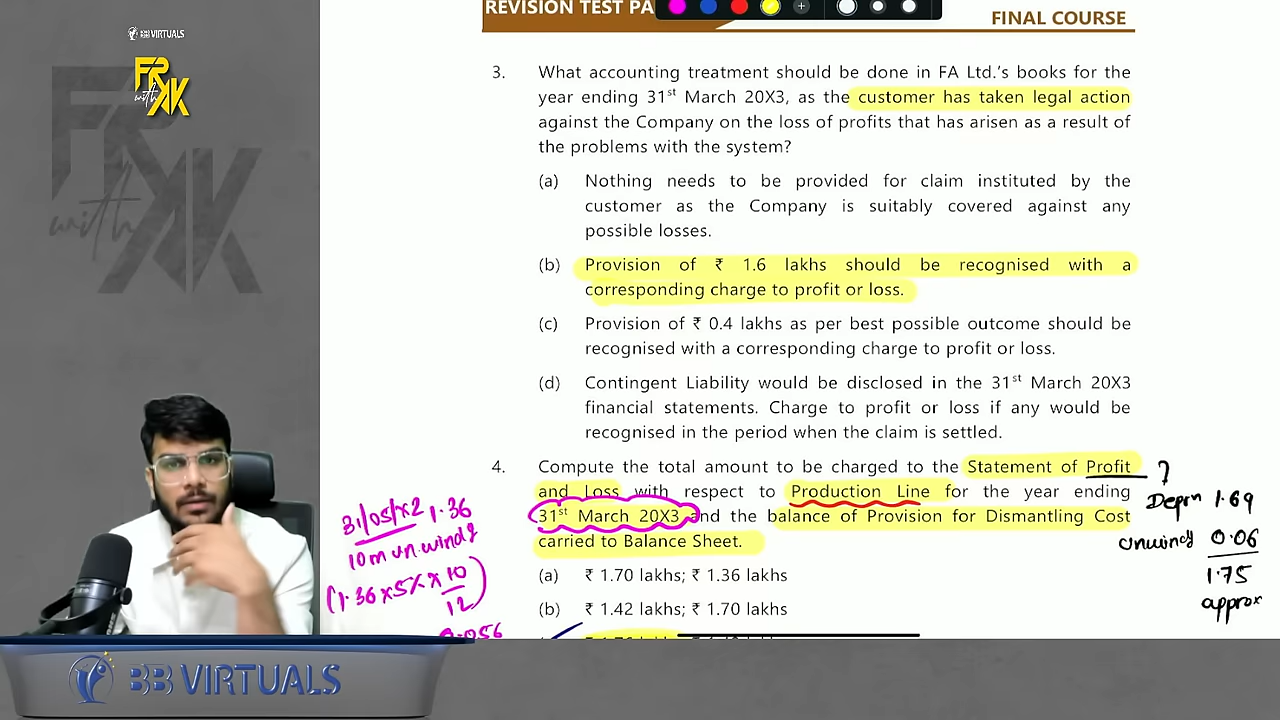 REVISION TEST PA
FINAL COURSE
BB VIRTUALS
FR
with AK
FR
with AK
3. What accounting treatment should be done in FA Ltd.'s books for the
year ending 31st March 20X3, as the customer has taken legal action
against the Company on the loss of profits that has arisen as a result of
the problems with the system?
(a) Nothing needs to be provided for claim instituted by the
customer as the Company is suitably covered against any
possible losses.
(b) Provision of ₹ 1.6 lakhs should be recognised with a
corresponding charge to profit or loss.
(c) Provision of ₹ 0.4 lakhs as per best possible outcome should be
recognised with a corresponding charge to profit or loss.
(d) Contingent Liability would be disclosed in the 31st March 20X3
financial statements. Charge to profit or loss if any would be
recognised in the period when the claim is settled.
4. Compute the total amount to be charged to the Statement of Profit
and Loss with respect to Production Line for the year ending
31st March 20X3 and the balance of Provision for Dismantling Cost
carried to Balance Sheet.
(a) ₹ 1.70 lakhs; ₹ 1.36 lakhs
(b) ₹ 1.42 lakhs; ₹ 1.70 lakhs
?
Deprn 1.69
unwindg 0.06
1.75
approx
31/05/X2 1.36
10m un.windg
(1.36×5%×10/12)
0.056
BB VIRTUALS